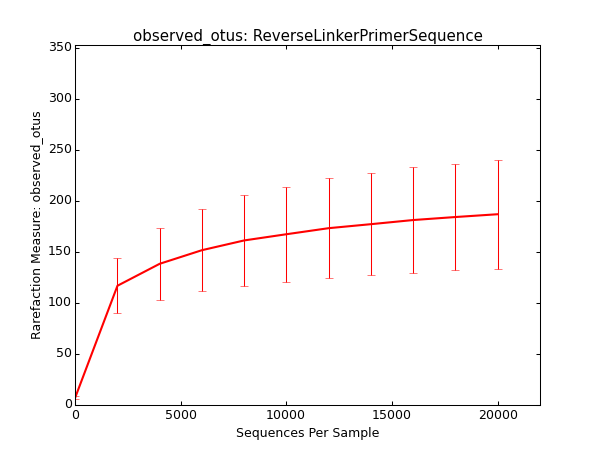 observed_otus: ReverseLinkerPrimerSequence
350
300
250
200
150
100
50
0
Rarefaction Measure: observed_otus
0 5000 10000 15000 20000
Sequences Per Sample